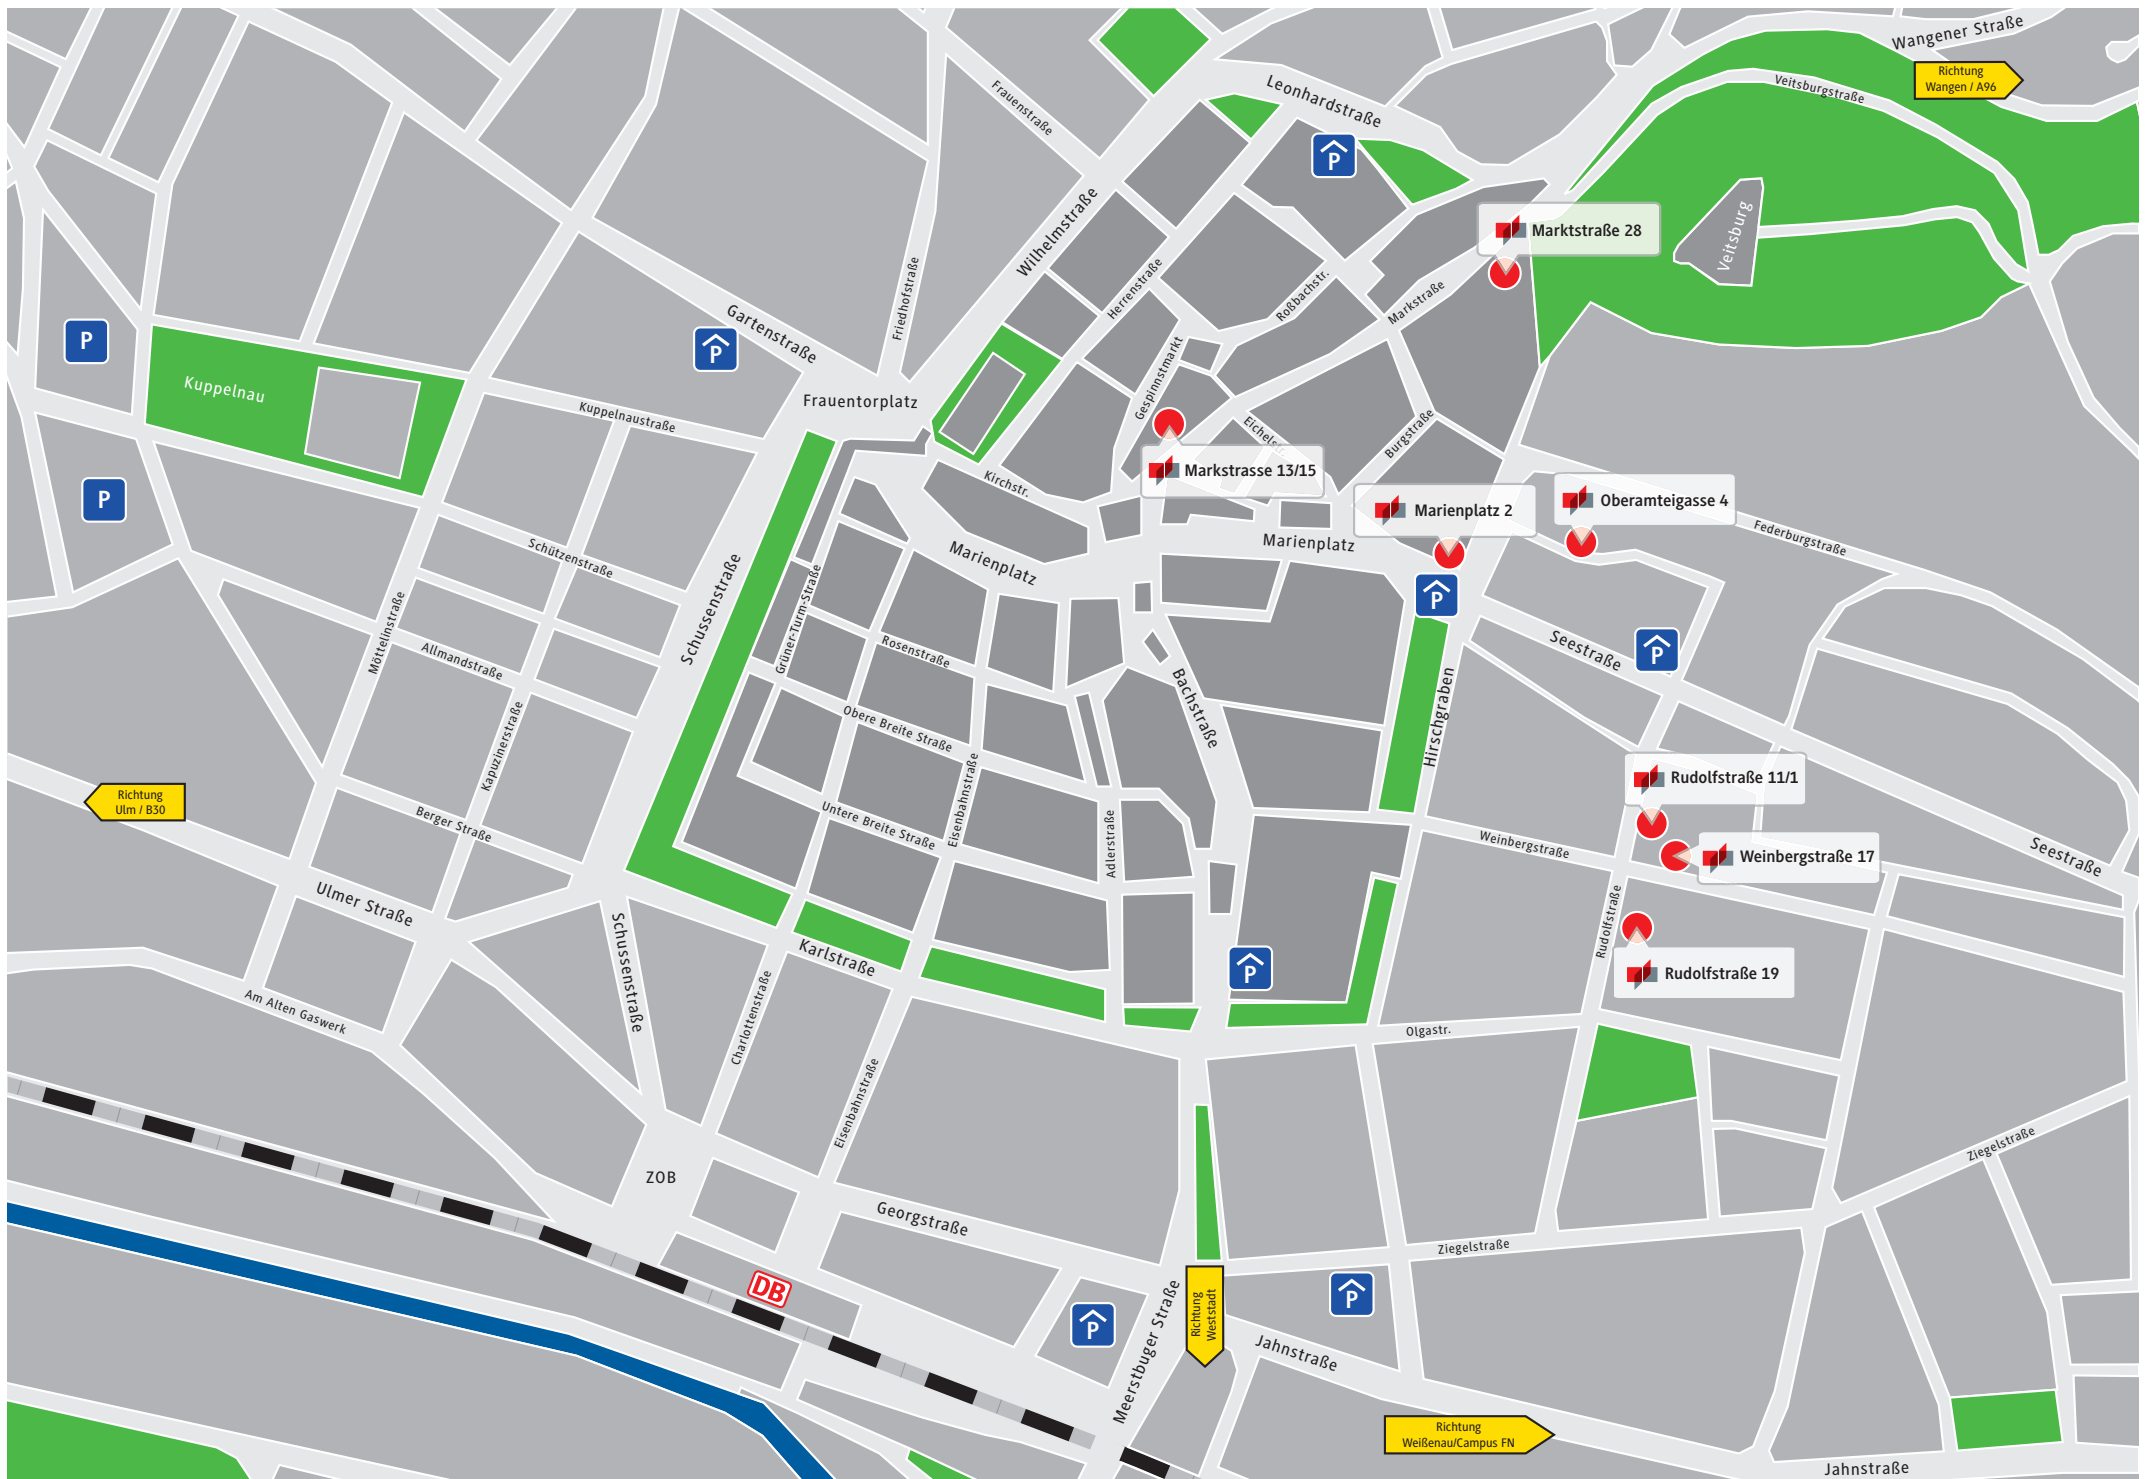 Wangener Straße
Richtung
Wangen / A96
Veitsburgstraße
Leonhardstraße
Frauenstraße
P
Veitsburg
Marktstraße 28
Wilhelmstraße
Herrenstraße
Roßbachstr.
Markstraße
Friedhofstraße
Gartenstraße
P
P
Kuppelnau
Kuppelnaustraße
Frauentorplatz
Gespinnstmarkt
Eichelstr.
Burgstraße
Markstrasse 13/15
Kirchstr.
P
Marienplatz 2
Oberamteigasse 4
Federburgstraße
Marienplatz
Marienplatz
Schützenstraße
Schussenstraße
Grüner-Turm-Straße
P
Möttelinstraße
Allmandstraße
Rosenstraße
Seestraße
P
Bachstraße
Hirschgraben
Obere Breite Straße
Kapuzinerstraße
Eisenbahnstraße
Rudolfstraße 11/1
Richtung
Ulm / B30
Berger Straße
Untere Breite Straße
Adlerstraße
Weinbergstraße
Weinbergstraße 17
Seestraße
Ulmer Straße
Schussenstraße
Karlstraße
Rudolfstraße
P
Rudolfstraße 19
Am Alten Gaswerk
Charlottenstraße
Olgastr.
Eisenbahnstraße
Ziegelstraße
ZOB
Georgstraße
Ziegelstraße
DB
P
P
Richtung
Weststadt
Meerstbuger Straße
Jahnstraße
Richtung
Weißenau/Campus FN
Jahnstraße